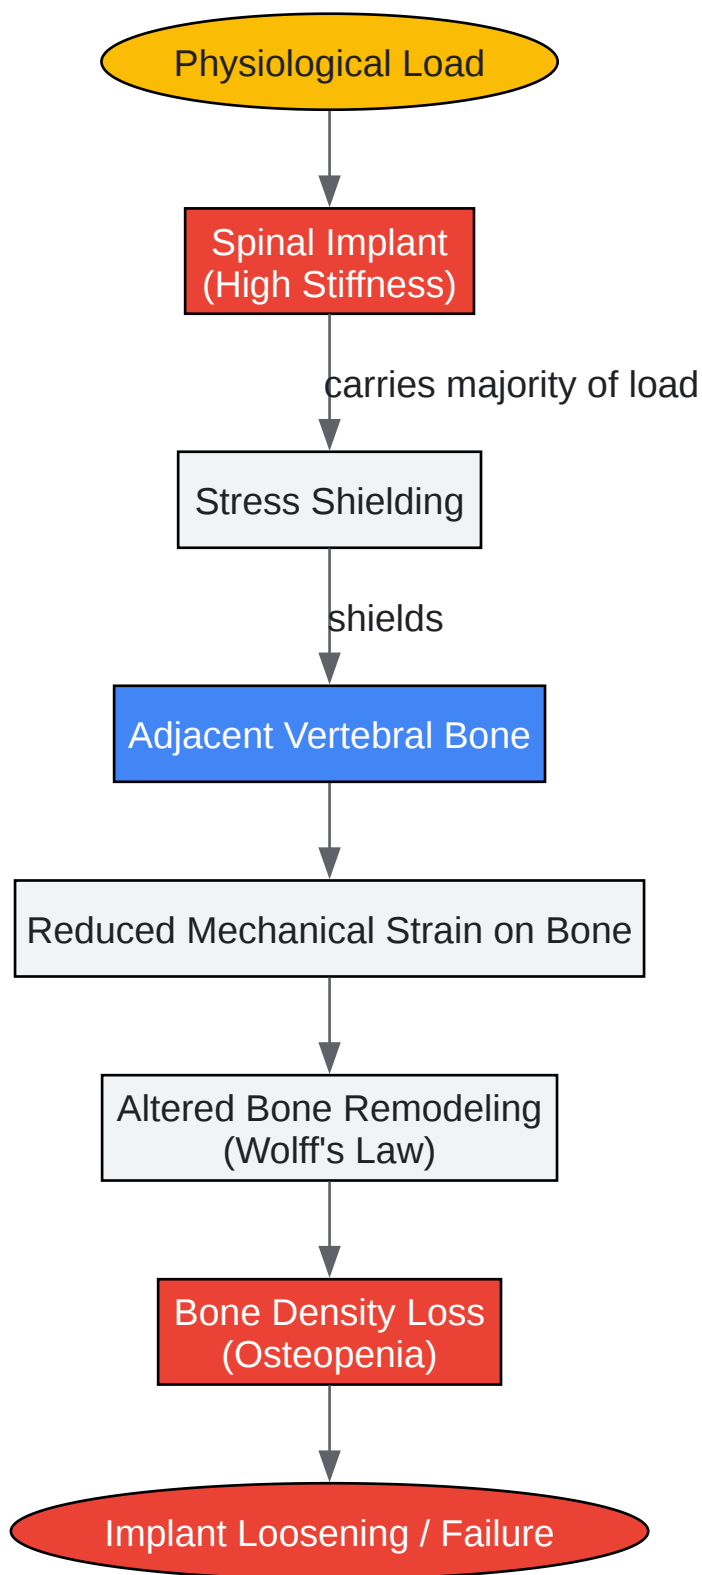 Physiological Load
Spinal Implant
(High Stiffness)
carries majority of load
Stress Shielding
shields
Adjacent Vertebral Bone
Reduced Mechanical Strain on Bone
Altered Bone Remodeling
(Wolff's Law)
Bone Density Loss
(Osteopenia)
Implant Loosening / Failure